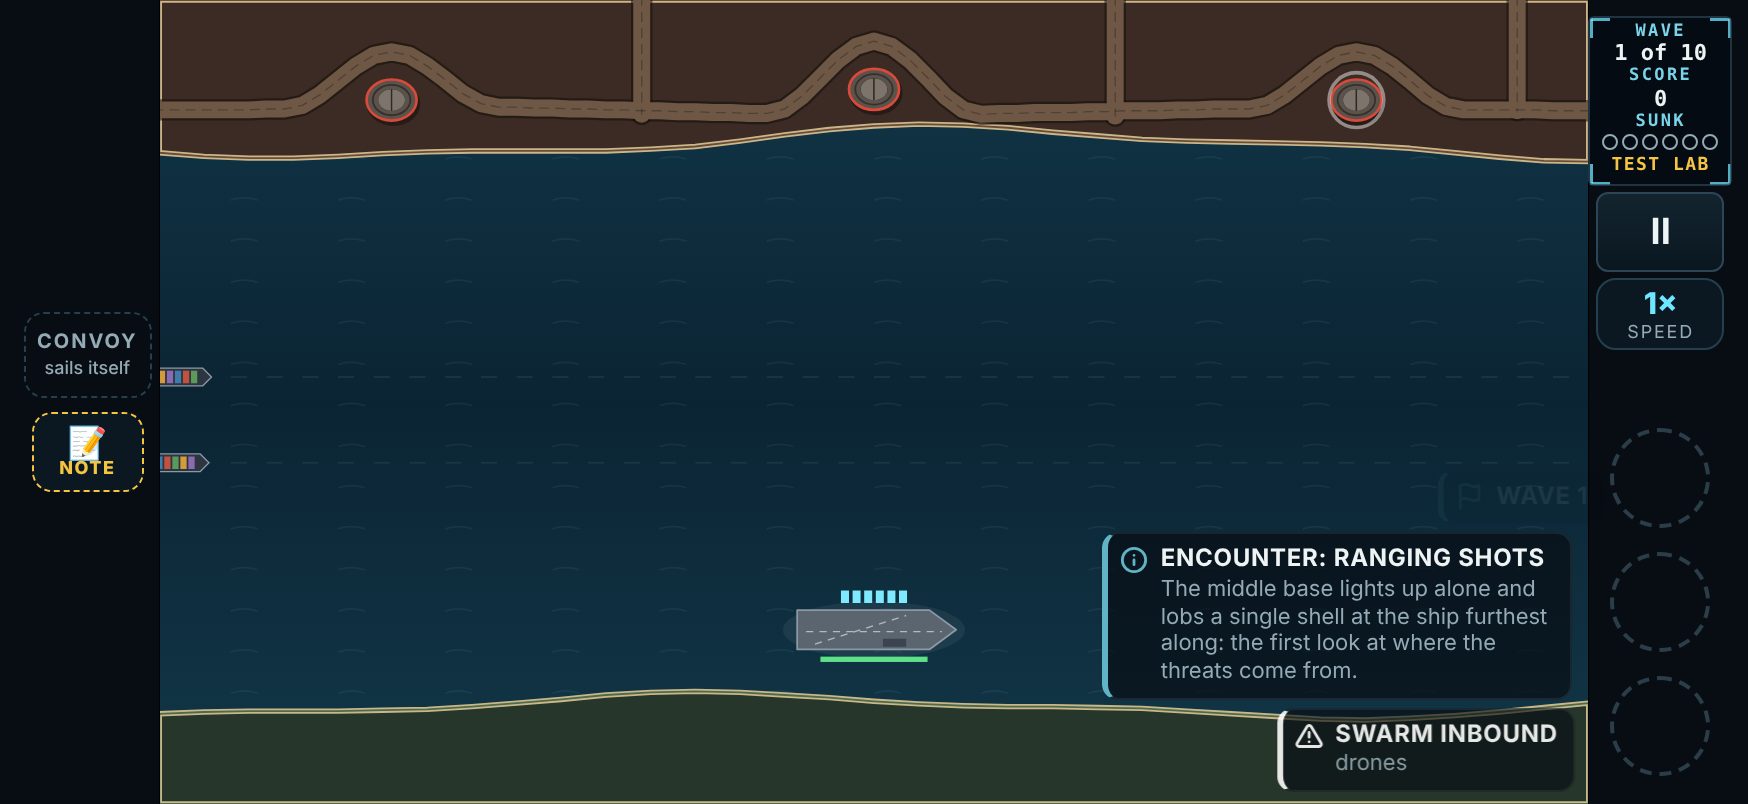 WAVE
1 of 10
SCORE
0
SUNK
TEST LAB
1×
SPEED
CONVOY
sails itself
NOTE
WAVE 1
ENCOUNTER: RANGING SHOTS
The middle base lights up alone and
lobs a single shell at the ship furthest
along: the first look at where the
threats come from.
SWARM INBOUND
drones